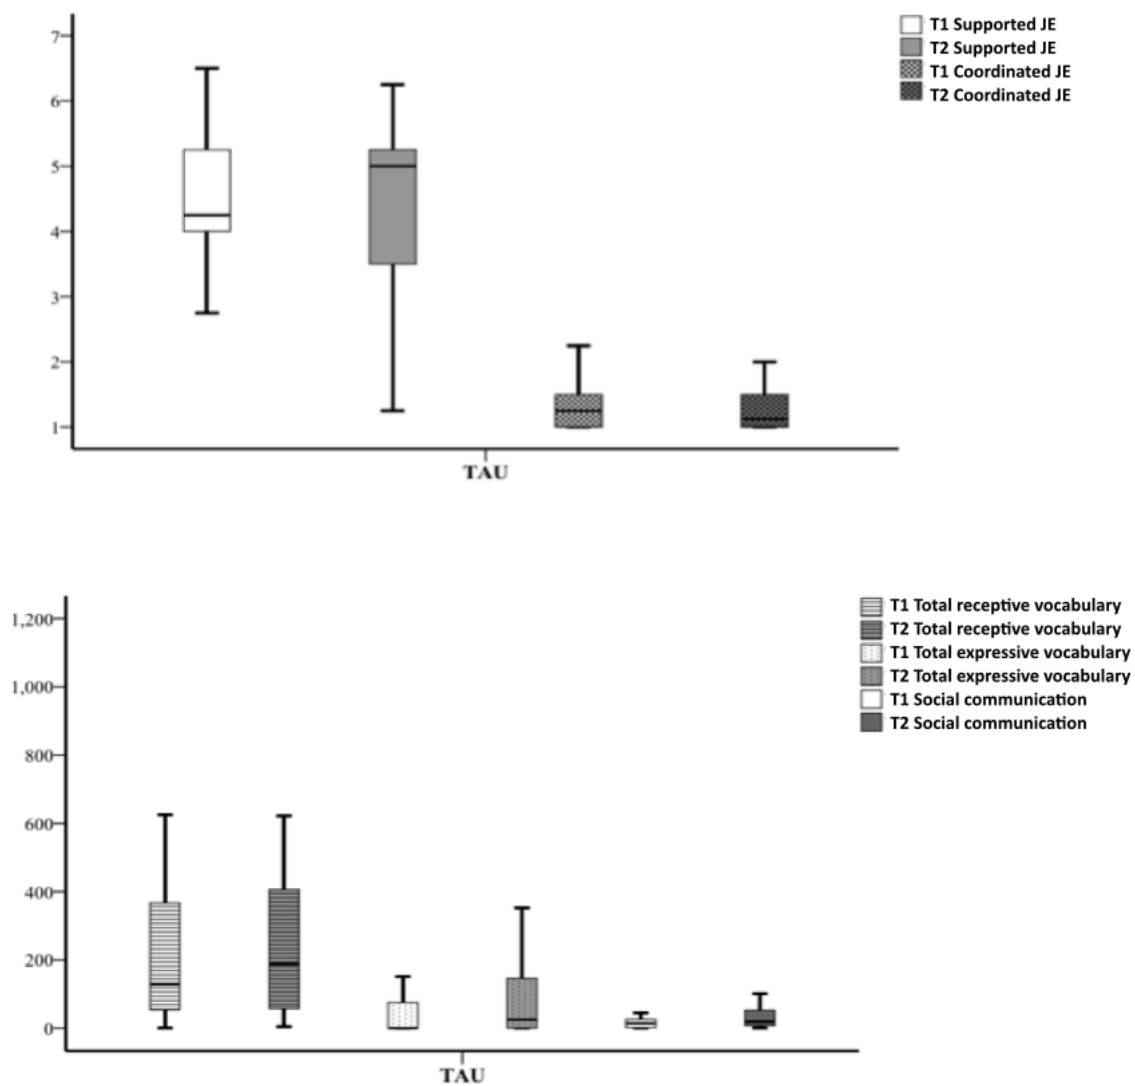 T1 Supported JE
T2 Supported JE
T1 Coordinated JE
T2 Coordinated JE
7
6
5
4
3
2
1
TAU
T1 Total receptive vocabulary
T2 Total receptive vocabulary
T1 Total expressive vocabulary
T2 Total expressive vocabulary
T1 Social communication
T2 Social communication
1,200
1,000
800
600
400
200
0
TAU